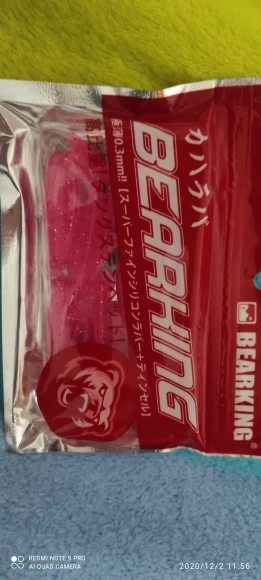 カハラバ
BEARKING
極薄0.3mm!!【スーパーファインシリコンラバー+ティンセル】
BEARKING®
REDMI NOTE 9 PRO
AI QUAD CAMERA
2020/12/2 11:56